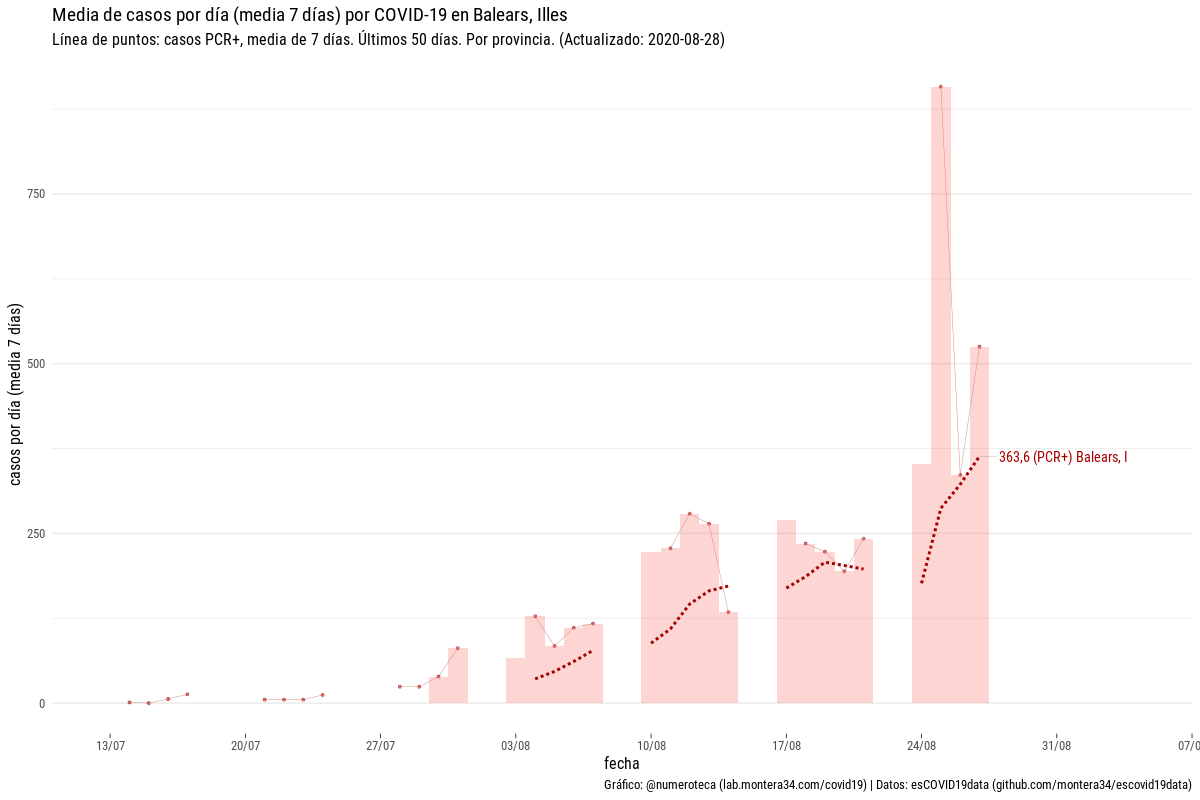 Media de casos por día (media 7 días) por COVID-19 en Balears, Illes
Línea de puntos: casos PCR+, media de 7 días. Últimos 50 días. Por provincia. (Actualizado: 2020-08-28)
casos por día (media 7 días)
750
500
250
0
363,6 (PCR+) Balears, I
13/07 20/07 27/07 03/08 10/08 17/08 24/08 31/08 07/0
fecha
Gráfico: @numeroteca (lab.montera34.com/covid19) | Datos: esCOVID19data (github.com/montera34/escovid19data)